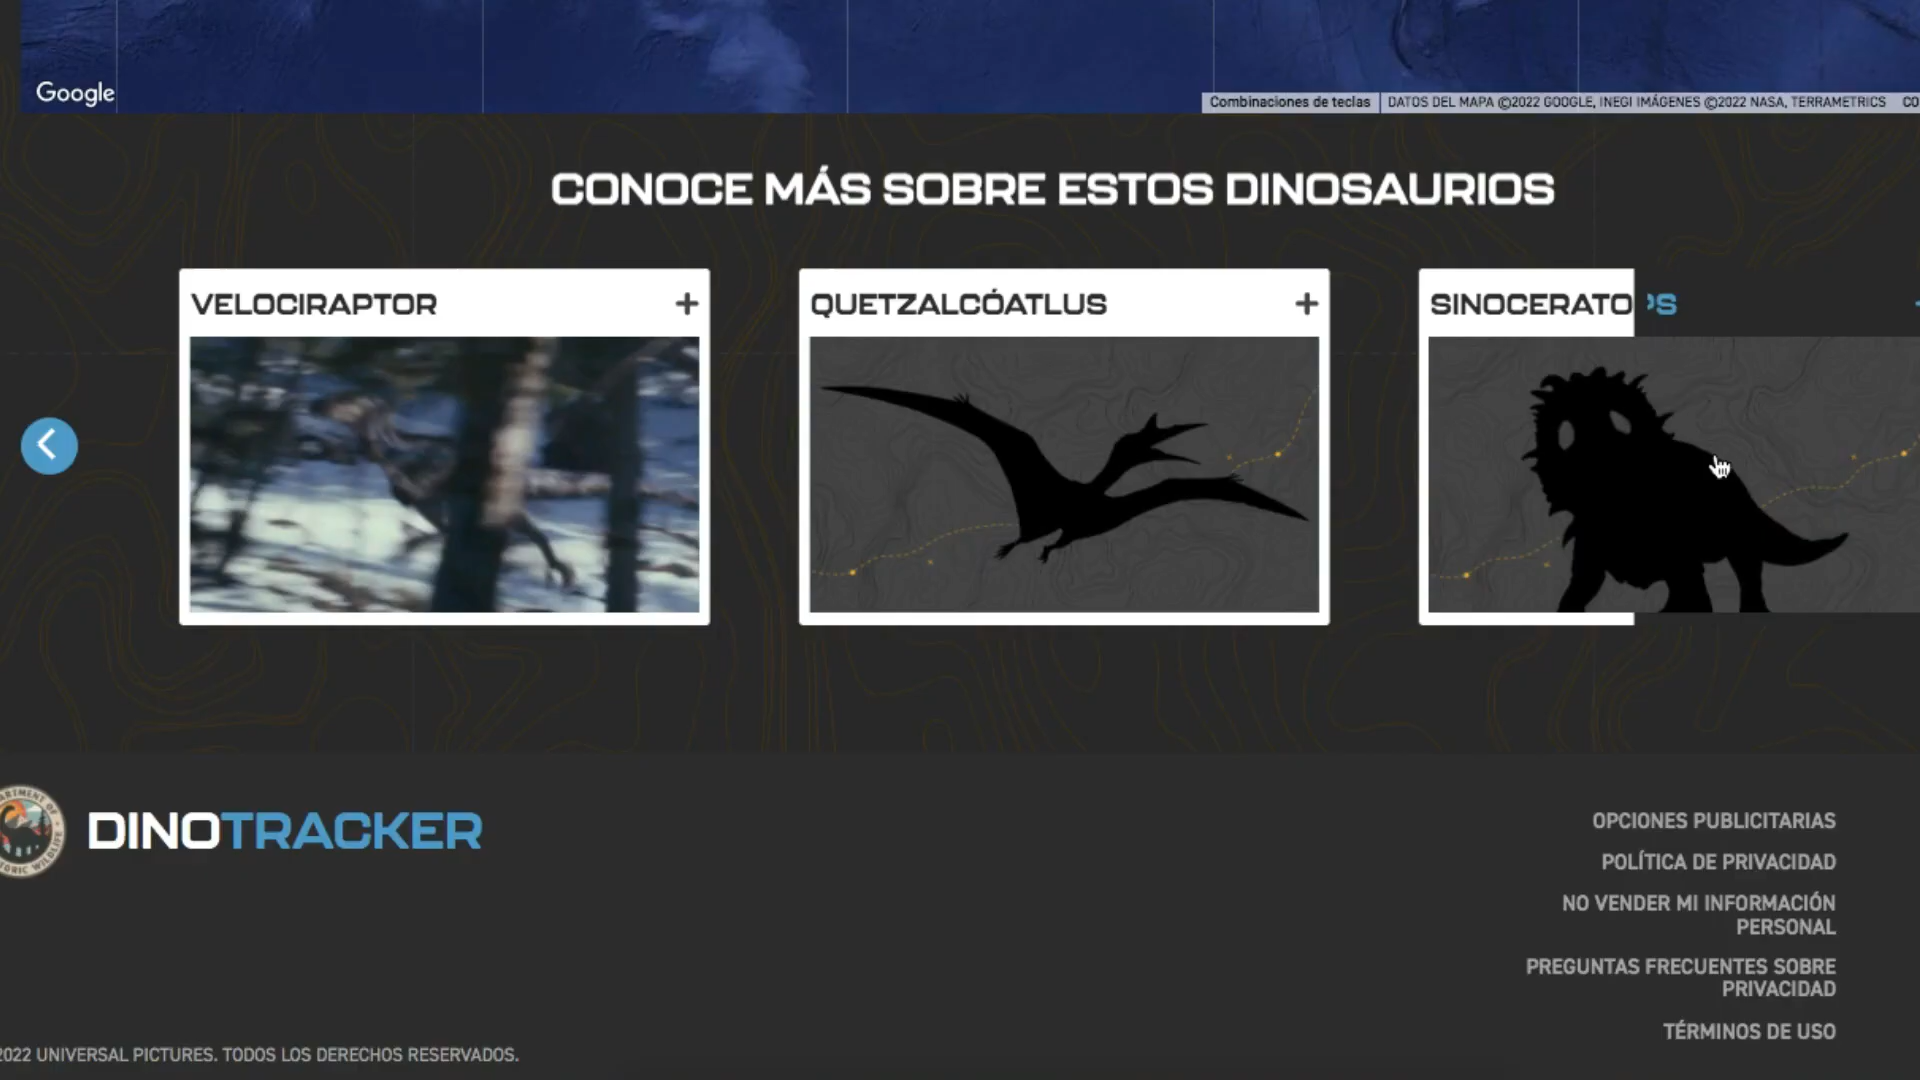 Google
Combinaciones de teclas
DATOS DEL MAPA ©2022 GOOGLE, INEGI IMÁGENES ©2022 NASA, TERRAMETRICS
CONOCE MÁS SOBRE ESTOS DINOSAURIOS
VELOCIRAPTOR +
QUETZALCÓATLUS +
SINOCERATOPS
DINOTRACKER
OPCIONES PUBLICITARIAS
POLÍTICA DE PRIVACIDAD
NO VENDER MI INFORMACIÓN
PERSONAL
PREGUNTAS FRECUENTES SOBRE
PRIVACIDAD
TÉRMINOS DE USO
2022 UNIVERSAL PICTURES. TODOS LOS DERECHOS RESERVADOS.